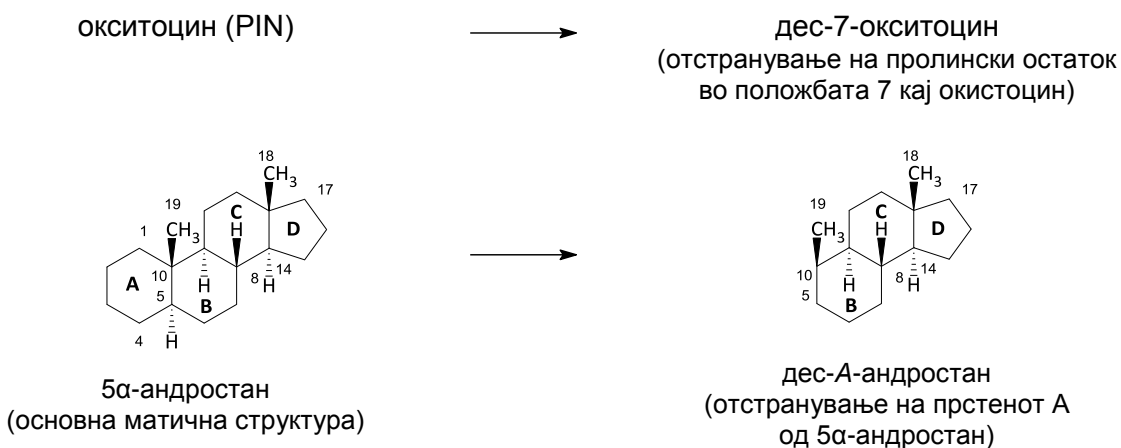 окситоцин (PIN)
дес-7-окситоцин
(отстранување на пролински остаток
во положбата 7 кај окистоцин)
18
CH3
17
19
CH3
C
H
D
1
10
8
14
A
5
H
B
H
4
H
18
CH3
17
19
CH3
C
H
D
10
8
14
5
H
B
H
5α-андростан
(основна матична структура)
дес-A-андростан
(отстранување на прстенот А
од 5α-андростан)